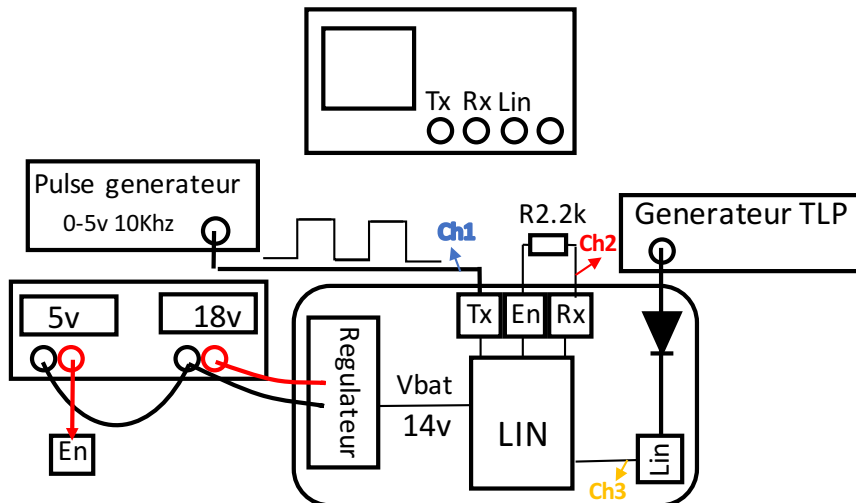 Tx Rx Lin
Pulse generateur
0-5v 10Khz
Ch1
R2.2k
Ch2
Generateur TLP
5v
18v
Tx
En
Rx
Regulateur
Vbat
14v
LIN
Lin
Ch3
En